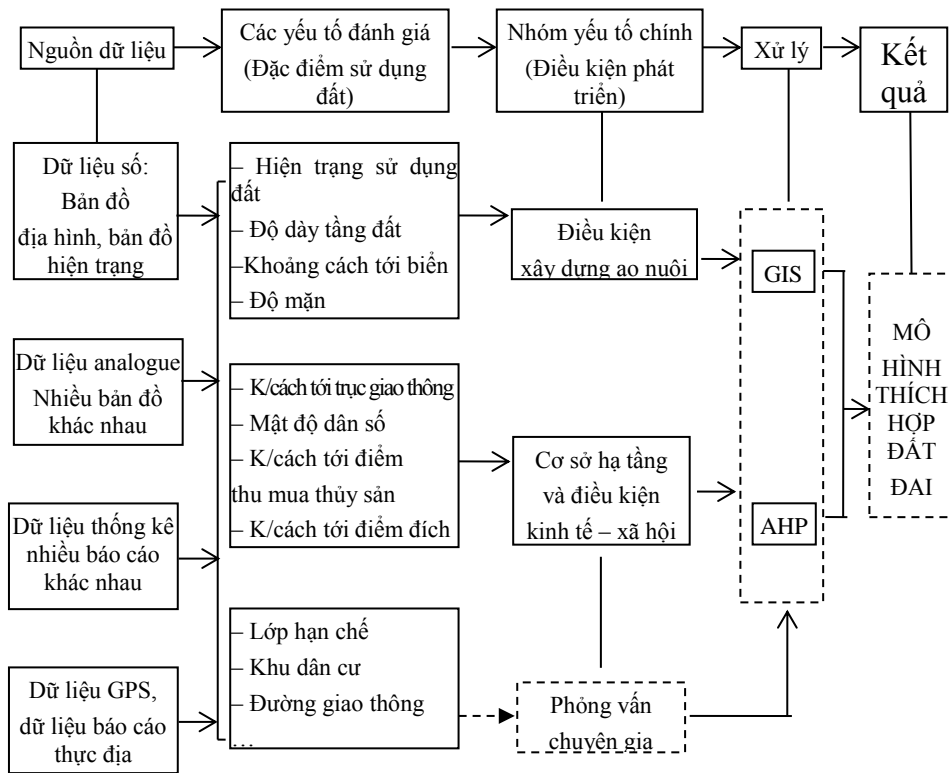 Nguồn dữ liệu
Các yếu tố đánh giá
(Đặc điểm sử dụng
đất)
Nhóm yếu tố chính
(Điều kiện phát
triển)
Xử lý
Kết
quả
Dữ liệu số:
Bản đồ
địa hình, bản đồ
hiện trạng
– Hiện trạng sử dụng
đất
– Độ dày tầng đất
–Khoảng cách tới biển
– Độ mặn
Điều kiện
xây dựng ao nuôi
GIS
MÔ
HÌNH
THÍCH
HỢP
ĐẤT
ĐAI
Dữ liệu analogue
Nhiều bản đồ
khác nhau
– K/cách tới trục giao thông
– Mật độ dân số
– K/cách tới điểm
thu mua thủy sản
– K/cách tới điểm đích
Cơ sở hạ tầng
và điều kiện
kinh tế – xã hội
AHP
Dữ liệu thống kê
nhiều báo cáo
khác nhau
– Lớp hạn chế
– Khu dân cư
– Đường giao thông
…
Phỏng vấn
chuyên gia
Dữ liệu GPS,
dữ liệu báo cáo
thực địa